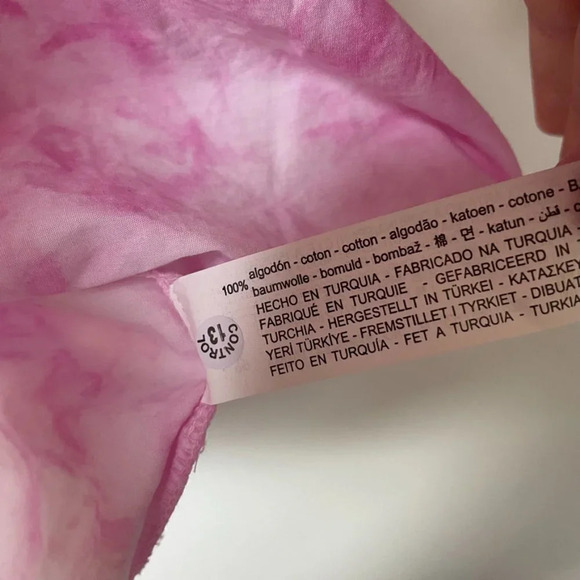 100% algodón - coton - cotton - algodão - katoen - cotone -
baumwolle - bomuld - bombaž - 棉 - 면 - katun - قطن -
HECHO EN TURQUIA - FABRICADO NA TURQUIA
FABRIQUÉ EN TURQUIE - GEFABRICEERD IN
TURCHIA - HERGESTELLT IN TÜRKEI - ΚΑΤΑΣΚΕΥ
YERİ TÜRKİYE - FREMSTILLET I TYRKIET - DIBUAT
FEITO EN TURQUÍA - FET A TURQUIA - TURKIA
CONTROL
13